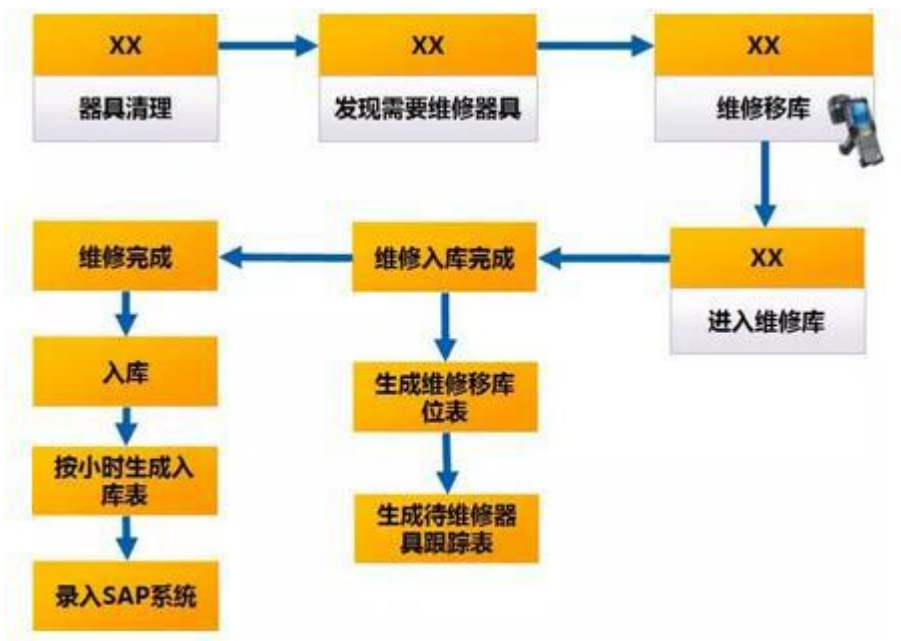 XX
器具清理
XX
发现需要维修器具
XX
维修移库
XX
进入维修库
维修入库完成
维修完成
生成维修移库
位表
生成待维修器
具跟踪表
入库
按小时生成入
库表
录入SAP系统